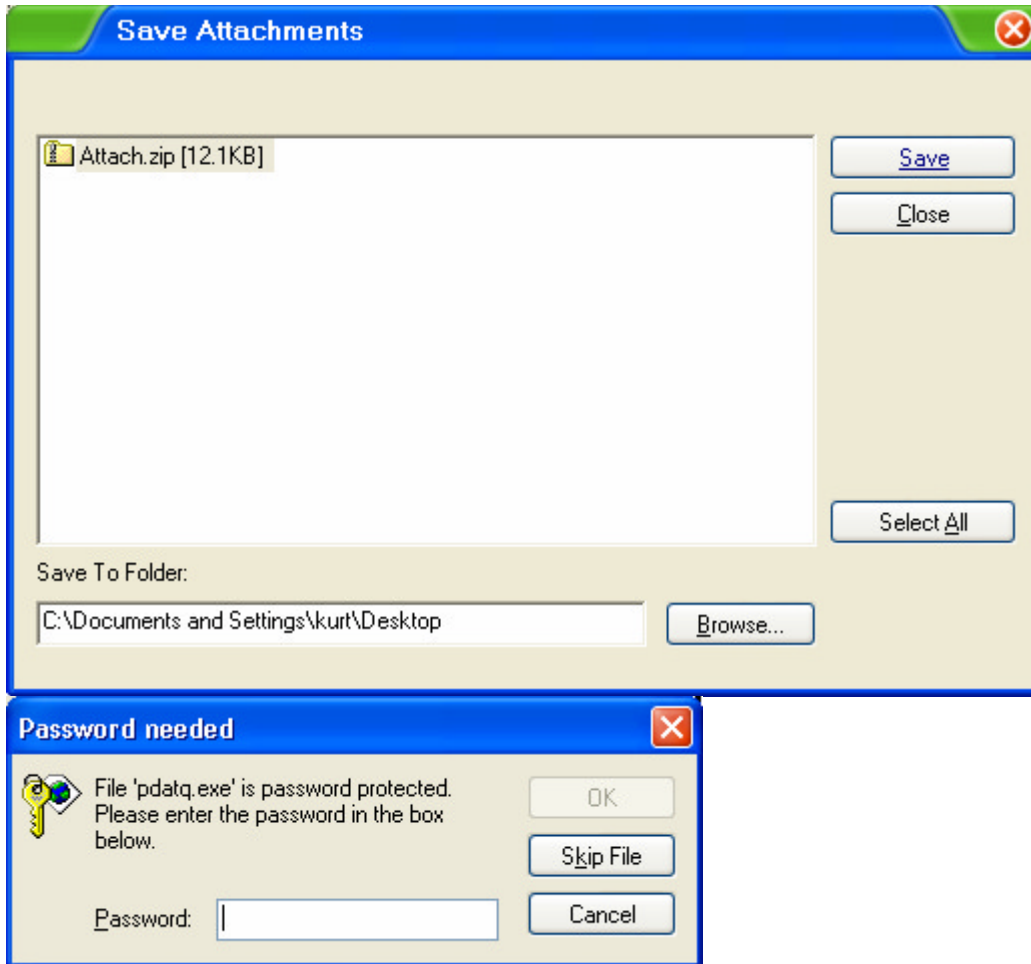 Save Attachments
Attach.zip [12.1KB]
Save
Close
Select All
Save To Folder:
C:\Documents and Settings\kurt\Desktop
Browse...
Password needed
File 'pdatq.exe' is password protected.
Please enter the password in the box
below.
OK
Skip File
Password:
Cancel